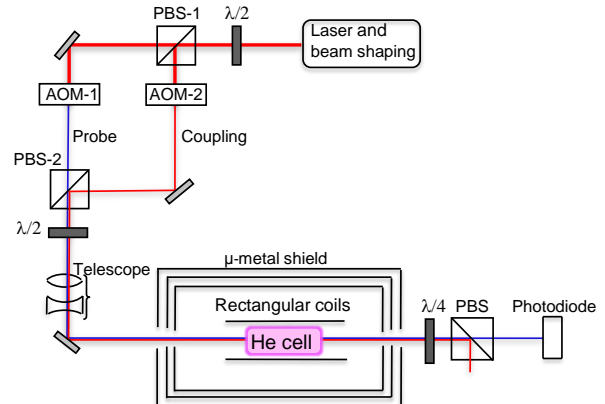 PBS-1
λ/2
Laser and
beam shaping
AOM-1
AOM-2
Probe
Coupling
PBS-2
λ/2
Telescope
μ-metal shield
Rectangular coils
He cell
λ/4
PBS
Photodiode